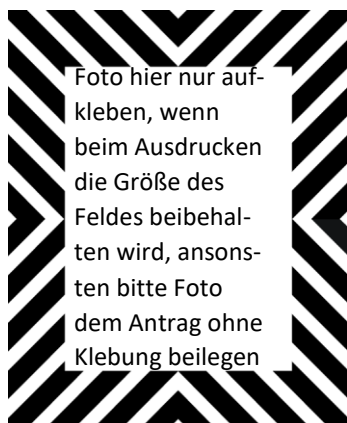 Foto hier nur auf-
kleben, wenn
beim Ausdrucken
die Größe des
Feldes beibehal-
ten wird, ansons-
ten bitte Foto
dem Antrag ohne
Klebung beilegen